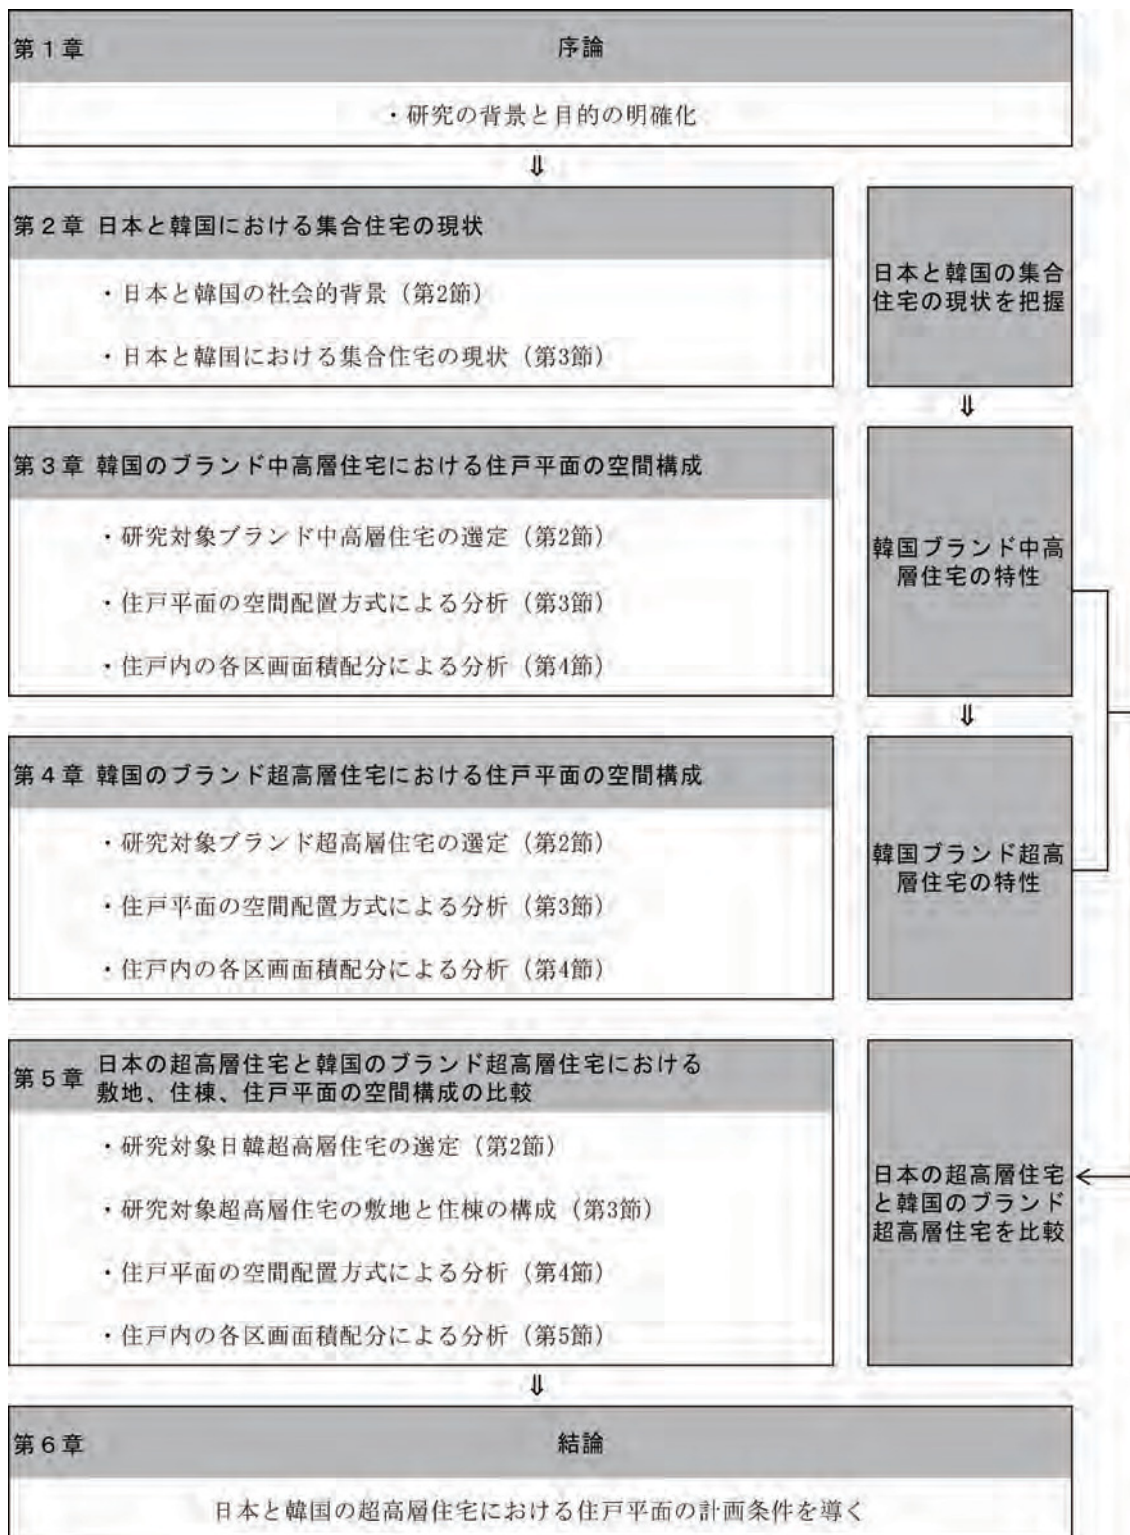 第１章 序論
・研究の背景と目的の明確化
⇓
第２章 日本と韓国における集合住宅の現状
・日本と韓国の社会的背景（第2節）
・日本と韓国における集合住宅の現状（第3節）
日本と韓国の集合
住宅の現状を把握
⇓
第３章 韓国のブランド中高層住宅における住戸平面の空間構成
・研究対象ブランド中高層住宅の選定（第2節）
・住戸平面の空間配置方式による分析（第3節）
・住戸内の各区画面積配分による分析（第4節）
韓国ブランド中高
層住宅の特性
⇓
第４章 韓国のブランド超高層住宅における住戸平面の空間構成
・研究対象ブランド超高層住宅の選定（第2節）
・住戸平面の空間配置方式による分析（第3節）
・住戸内の各区画面積配分による分析（第4節）
韓国ブランド超高
層住宅の特性
第５章 日本の超高層住宅と韓国のブランド超高層住宅における
敷地、住棟、住戸平面の空間構成の比較
・研究対象日韓超高層住宅の選定（第2節）
・研究対象超高層住宅の敷地と住棟の構成（第3節）
・住戸平面の空間配置方式による分析（第4節）
・住戸内の各区画面積配分による分析（第5節）
日本の超高層住宅
と韓国のブランド
超高層住宅を比較
⇓
第６章 結論
日本と韓国の超高層住宅における住戸平面の計画条件を導く